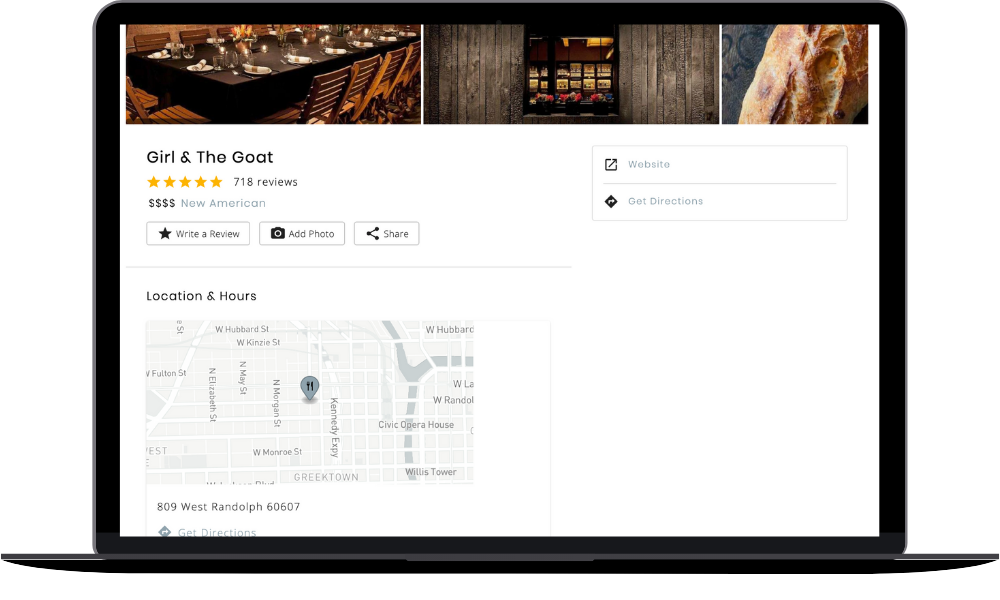 Girl & The Goat
718 reviews
$$$$ New American
Write a Review
Add Photo
Share
Website
Get Directions
Location & Hours
W Hubbard St
W Hubbard
W Kinzie St
W Fulton St
N Elizabeth St
N May St
N Morgan St
Kennedy Expy
W La
W Randol
Civic Opera House
W Monroe St
Willis Tower
GREEKTOWN
809 West Randolph 60607
Get Directions